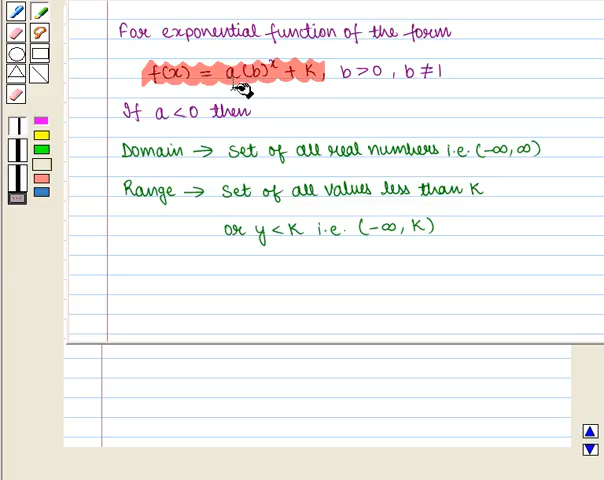 For exponential function of the form
f(x) = a(b)^x + K, b>0, b≠1
If a<0 then
Domain → Set of all real numbers i.e. (-∞,∞)
Range → Set of all values less than K
or y<K i.e. (-∞, K)